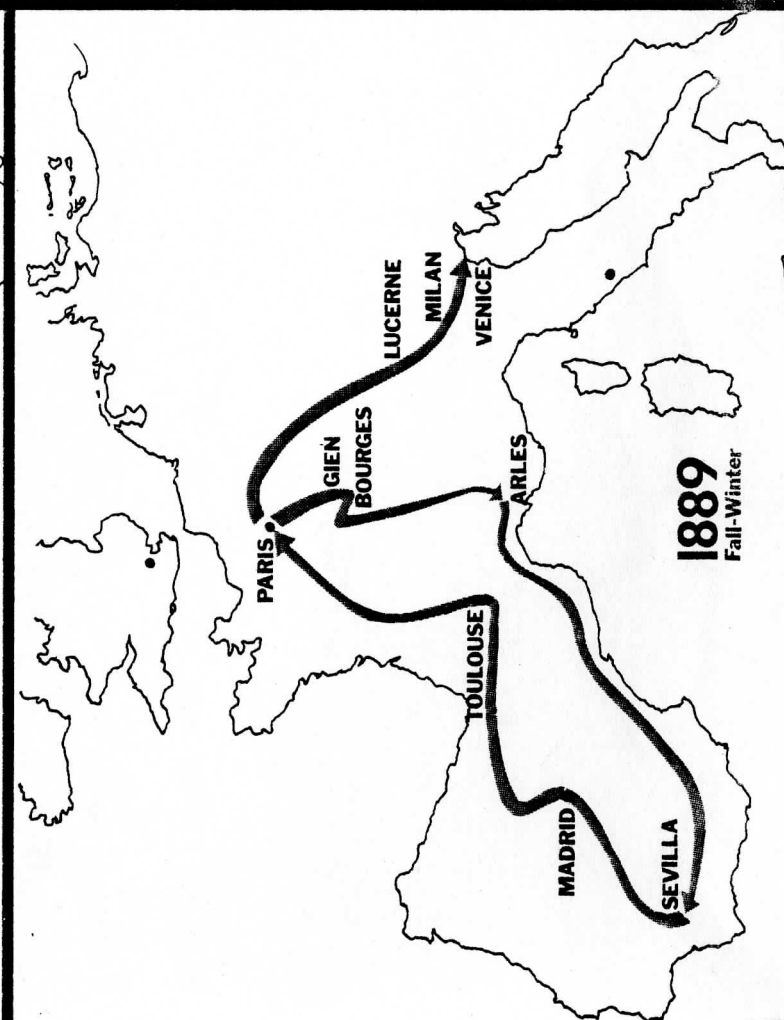 PARIS
GIEN
BOURGES
LUCERNE
MILAN
VENICE
TOULOUSE
ARLES
MADRID
SEVILLA
1889
Fall-Winter